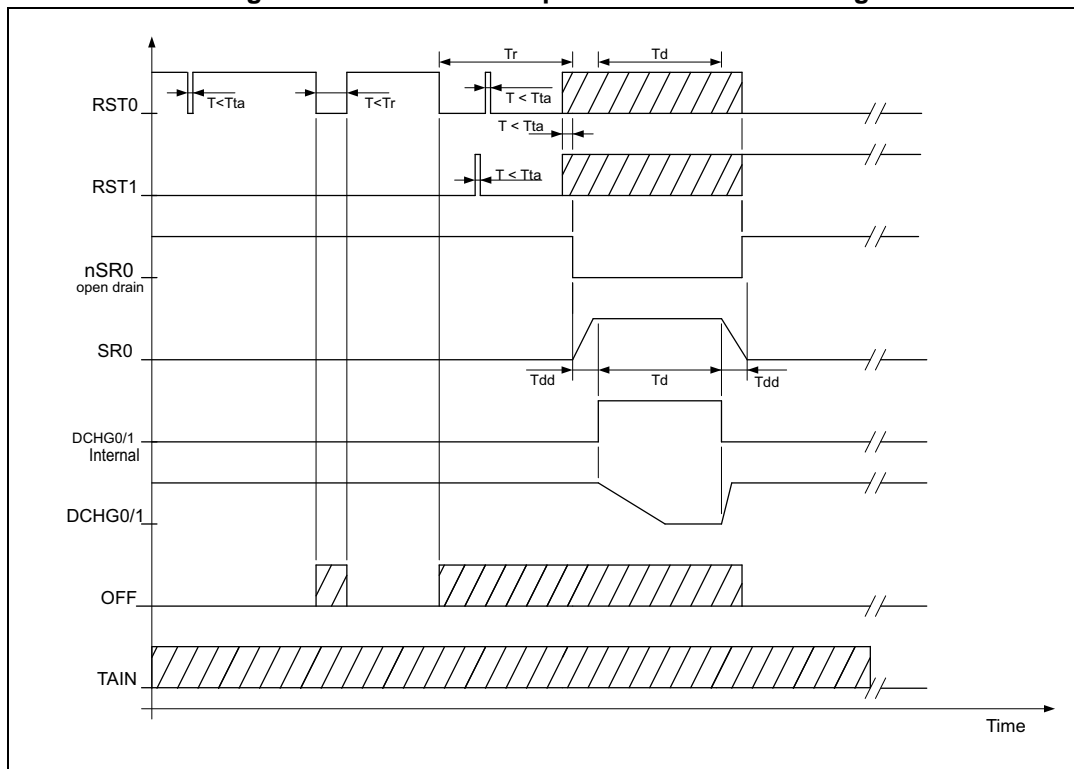 Tr
Td
RST0
T<Tta
T<Tr
T < Tta
T < Tta
RST1
T < Tta
nSR0
open drain
SR0
Tdd
Td
Tdd
DCHG0/1
Internal
DCHG0/1
OFF
TAIN
Time